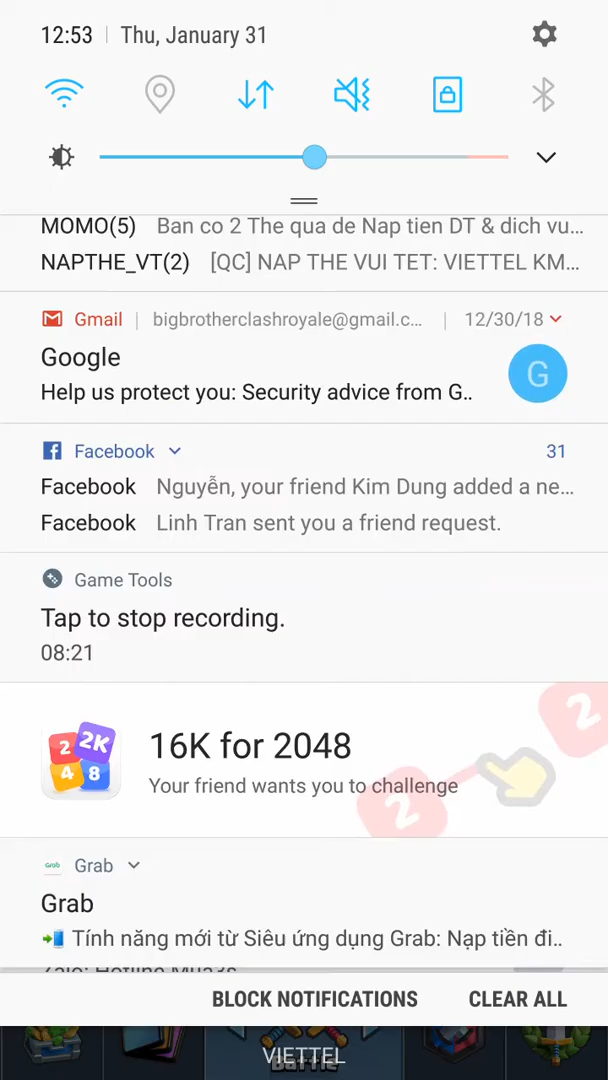 12:53 Thu, January 31
MOMO(5) Ban co 2 The qua de Nap tien DT & dich vu...
NAPTHE_VT(2) [QC] NAP THE VUI TET: VIETTEL KM...
Gmail bigbrotherclashroyale@gmail.c... 12/30/18
Google
G
Help us protect you: Security advice from G..
Facebook 31
Facebook Nguyễn, your friend Kim Dung added a ne...
Facebook Linh Tran sent you a friend request.
Game Tools
Tap to stop recording.
08:21
2 2K 4 8
16K for 2048
Your friend wants you to challenge
2
2
Grab Grab
Grab
Tính năng mới từ Siêu ứng dụng Grab: Nạp tiền đi..
BLOCK NOTIFICATIONS CLEAR ALL
VIETTEL
Battle